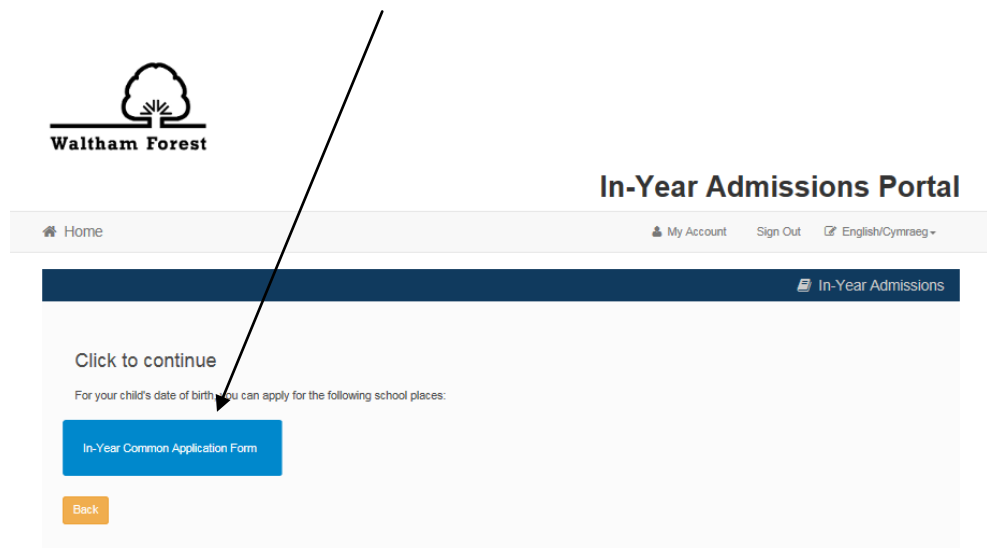 Waltham Forest
In-Year Admissions Portal
Home My Account Sign Out English/Cymraeg
In-Year Admissions
Click to continue
For your child's date of birth, you can apply for the following school places:
In-Year Common Application Form
Back